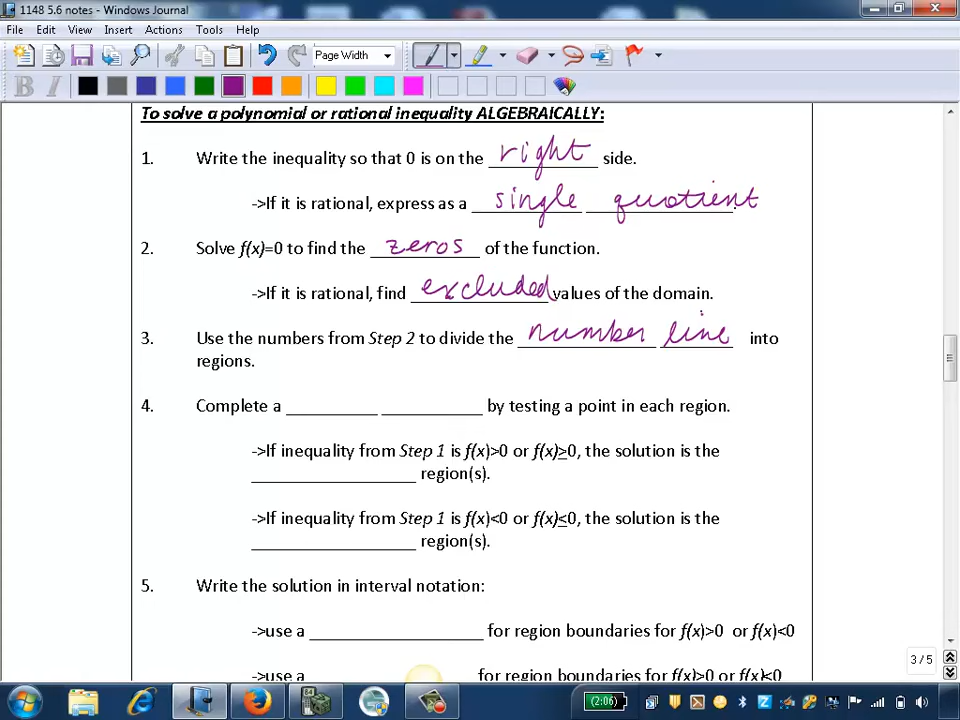 1148 5.6 notes - Windows Journal
File Edit View Insert Actions Tools Help
Page Width
B I
To solve a polynomial or rational inequality ALGEBRAICALLY:
1. Write the inequality so that 0 is on the right side.
->If it is rational, express as a single quotient.
2. Solve f(x)=0 to find the zeros of the function.
->If it is rational, find excluded values of the domain.
3. Use the numbers from Step 2 to divide the number line into
regions.
4. Complete a __________ __________ by testing a point in each region.
->If inequality from Step 1 is f(x)>0 or f(x)≥0, the solution is the
__________ region(s).
->If inequality from Step 1 is f(x)<0 or f(x)≤0, the solution is the
__________ region(s).
5. Write the solution in interval notation:
->use a __________ for region boundaries for f(x)>0 or f(x)<0
->use a __________ for region boundaries for f(x)≥0 or f(x)≤0
3/5
(2:06)